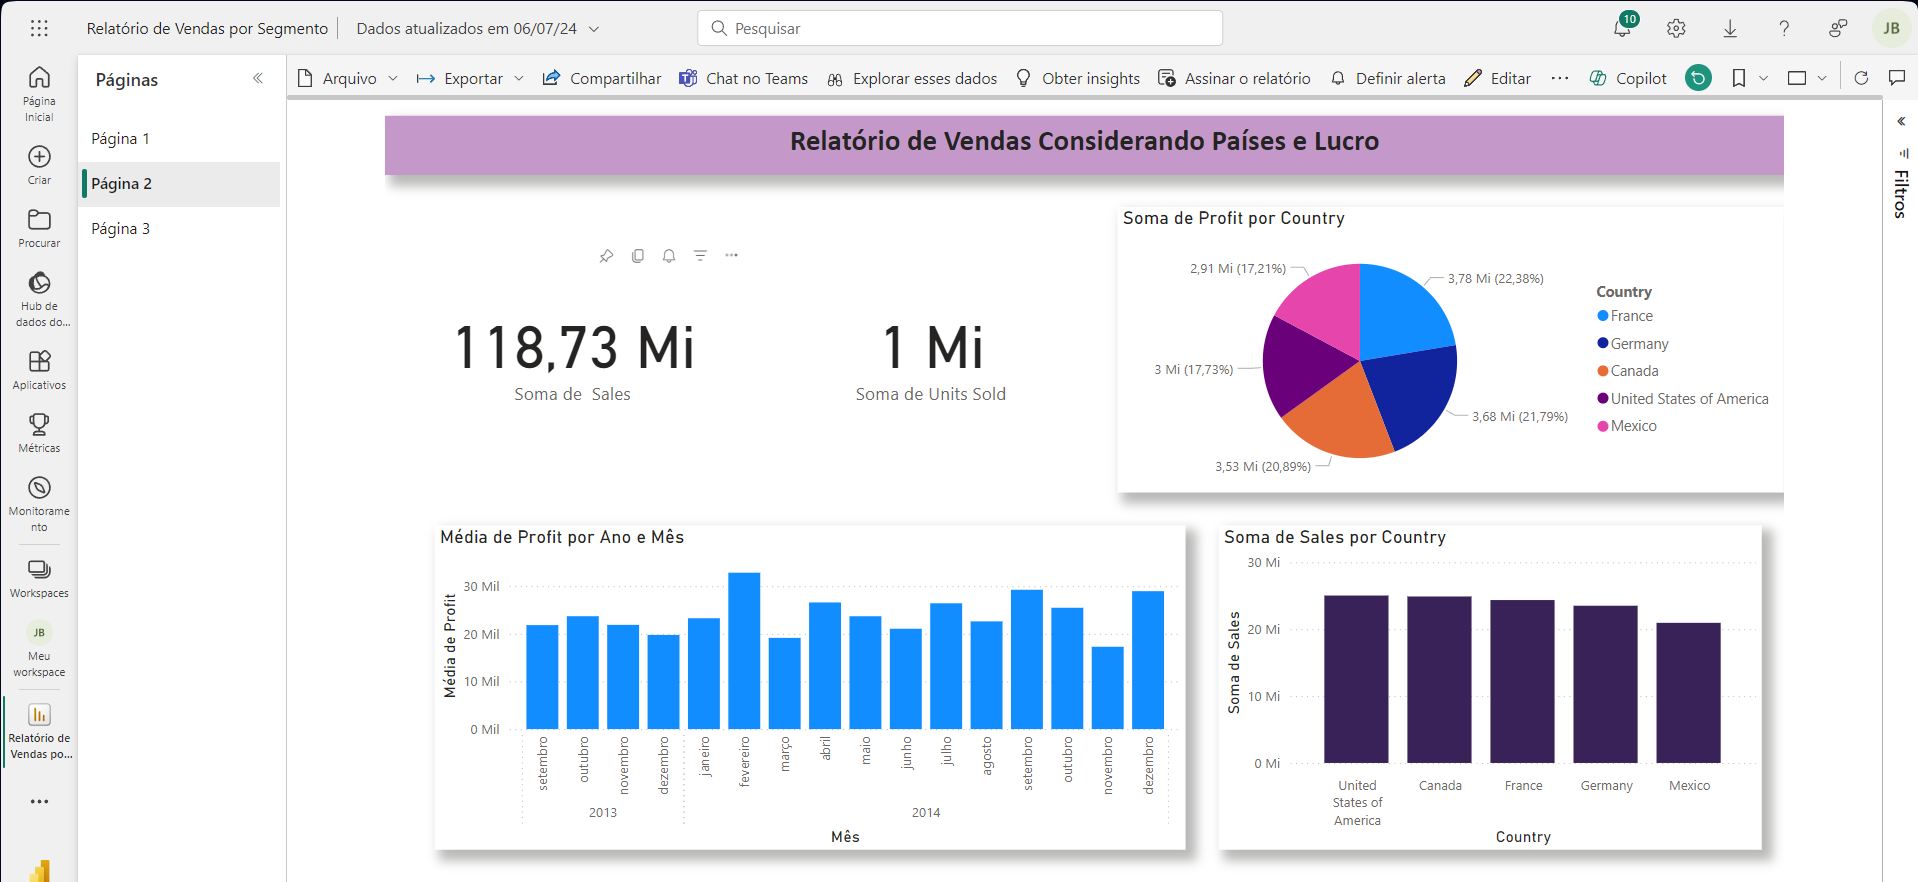 Relatório de Vendas por Segmento
Dados atualizados em 06/07/24
Pesquisar
10
JB
Página
Inicial
Criar
Procurar
Hub de
dados do...
Aplicativos
Métricas
Monitorame
nto
Workspaces
JB
Meu
workspace
Relatório de
Vendas po...
Páginas
Página 1
Página 2
Página 3
Arquivo
Exportar
Compartilhar
Chat no Teams
Explorar esses dados
Obter insights
Assinar o relatório
Definir alerta
Editar
Copilot
Filtros
Relatório de Vendas Considerando Países e Lucro
118,73 Mi
Soma de Sales
1 Mi
Soma de Units Sold
Soma de Profit por Country
2,91 Mi (17,21%)
3,78 Mi (22,38%)
3 Mi (17,73%)
3,68 Mi (21,79%)
3,53 Mi (20,89%)
Country
France
Germany
Canada
United States of America
Mexico
Média de Profit por Ano e Mês
Média de Profit
30 Mil
20 Mil
10 Mil
0 Mil
setembro
outubro
novembro
dezembro
janeiro
fevereiro
março
abril
maio
junho
julho
agosto
setembro
outubro
novembro
dezembro
2013
2014
Mês
Soma de Sales por Country
Soma de Sales
30 Mi
20 Mi
10 Mi
0 Mi
United
States of
America
Canada
France
Germany
Mexico
Country